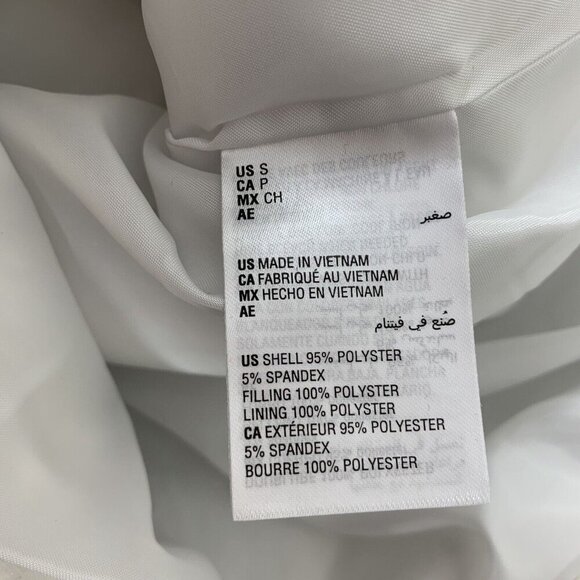 US S
CA P
MX CH
AE صغير
US MADE IN VIETNAM
CA FABRIQUÉ AU VIETNAM
MX HECHO EN VIETNAM
AE صُنع في فيتنام
US SHELL 95% POLYESTER
5% SPANDEX
FILLING 100% POLYESTER
LINING 100% POLYESTER
CA EXTÉRIEUR 95% POLYESTER
5% SPANDEX
BOURRE 100% POLYESTER